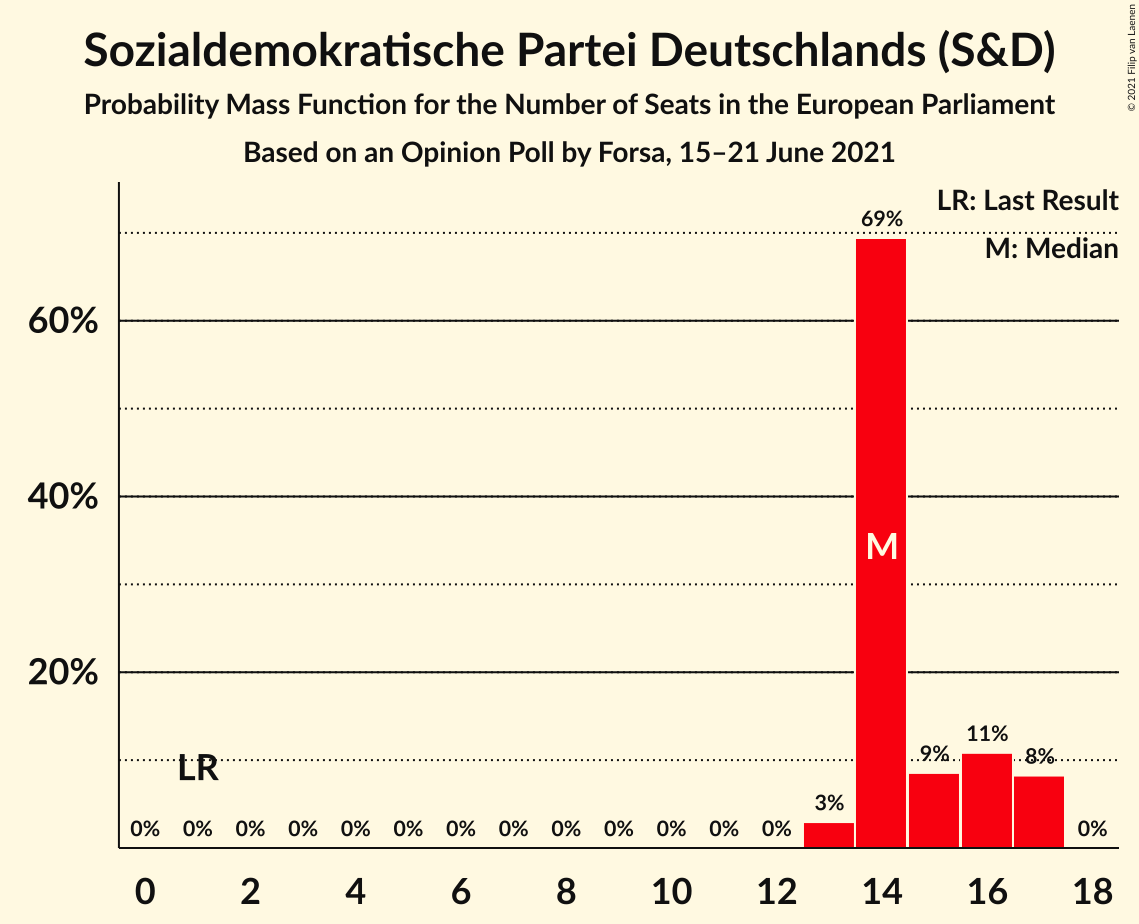 Sozialdemokratische Partei Deutschlands (S&D)
Probability Mass Function for the Number of Seats in the European Parliament
Based on an Opinion Poll by Forsa, 15–21 June 2021
© 2021 Filip van Laenen
LR: Last Result
M: Median
69%
60%
40%
M
20%
LR
11%
9%
8%
3%
0% 0% 0% 0% 0% 0% 0% 0% 0% 0% 0% 0% 0% 0%
0 2 4 6 8 10 12 14 16 18